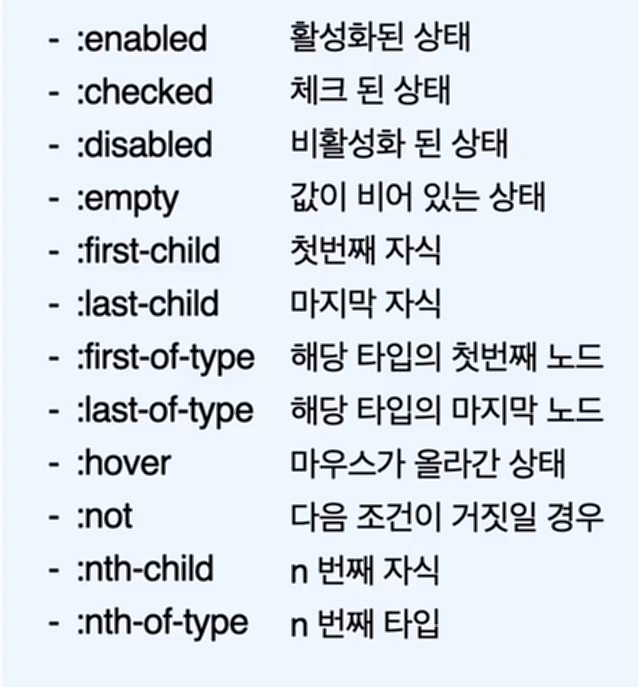 - :enabled 활성화된 상태
- :checked 체크 된 상태
- :disabled 비활성화 된 상태
- :empty 값이 비어 있는 상태
- :first-child 첫번째 자식
- :last-child 마지막 자식
- :first-of-type 해당 타입의 첫번째 노드
- :last-of-type 해당 타입의 마지막 노드
- :hover 마우스가 올라간 상태
- :not 다음 조건이 거짓일 경우
- :nth-child n 번째 자식
- :nth-of-type n 번째 타입